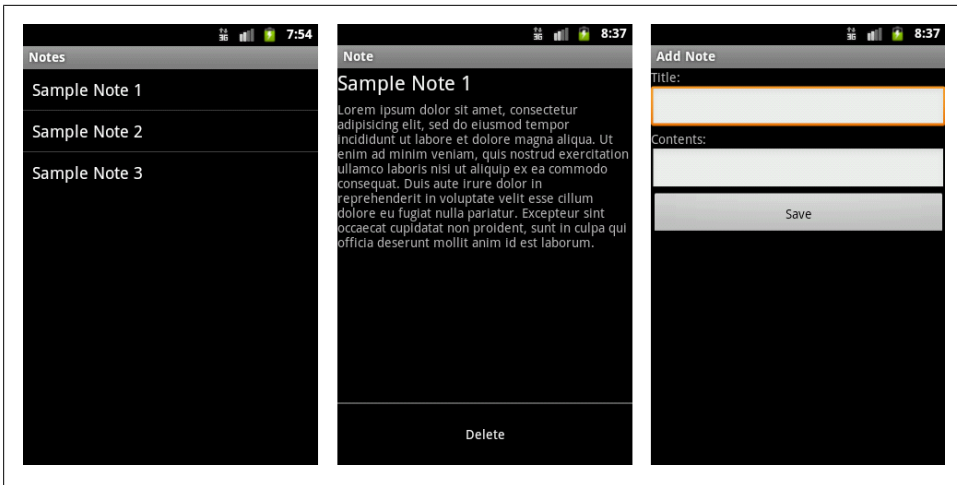 3G 7:54
Notes
Sample Note 1
Sample Note 2
Sample Note 3
3G 8:37
Note
Sample Note 1
Lorem ipsum dolor sit amet, consectetur
adipisicing elit, sed do eiusmod tempor
incididunt ut labore et dolore magna aliqua. Ut
enim ad minim veniam, quis nostrud exercitation
ullamco laboris nisi ut aliquip ex ea commodo
consequat. Duis aute irure dolor in
reprehenderit in voluptate velit esse cillum
dolore eu fugiat nulla pariatur. Excepteur sint
occaecat cupidatat non proident, sunt in culpa qui
officia deserunt mollit anim id est laborum.
Delete
3G 8:37
Add Note
Title:
Contents:
Save